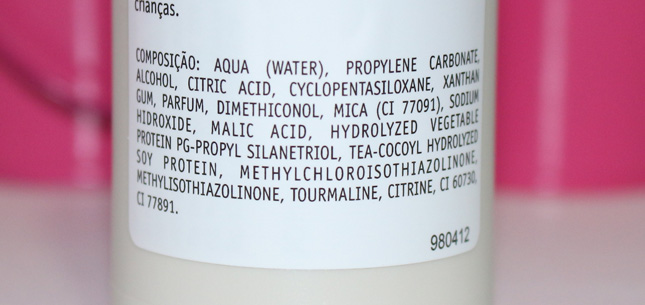 crianças.
COMPOSIÇÃO: AQUA (WATER), PROPYLENE CARBONATE,
ALCOHOL, CITRIC ACID, CYCLOPENTASILOXANE, XANTHAN
GUM, PARFUM, DIMETHICONOL, MICA (CI 77091), SODIUM
HIDROXIDE, MALIC ACID, HYDROLYZED VEGETABLE
PROTEIN PG-PROPYL SILANETRIOL, TEA-COCOYL HYDROLYZED
SOY PROTEIN, METHYLCHLOROISOTHIAZOLINONE,
METHYLISOTHIAZOLINONE, TOURMALINE, CITRINE, CI 60730,
CI 77891.
980412